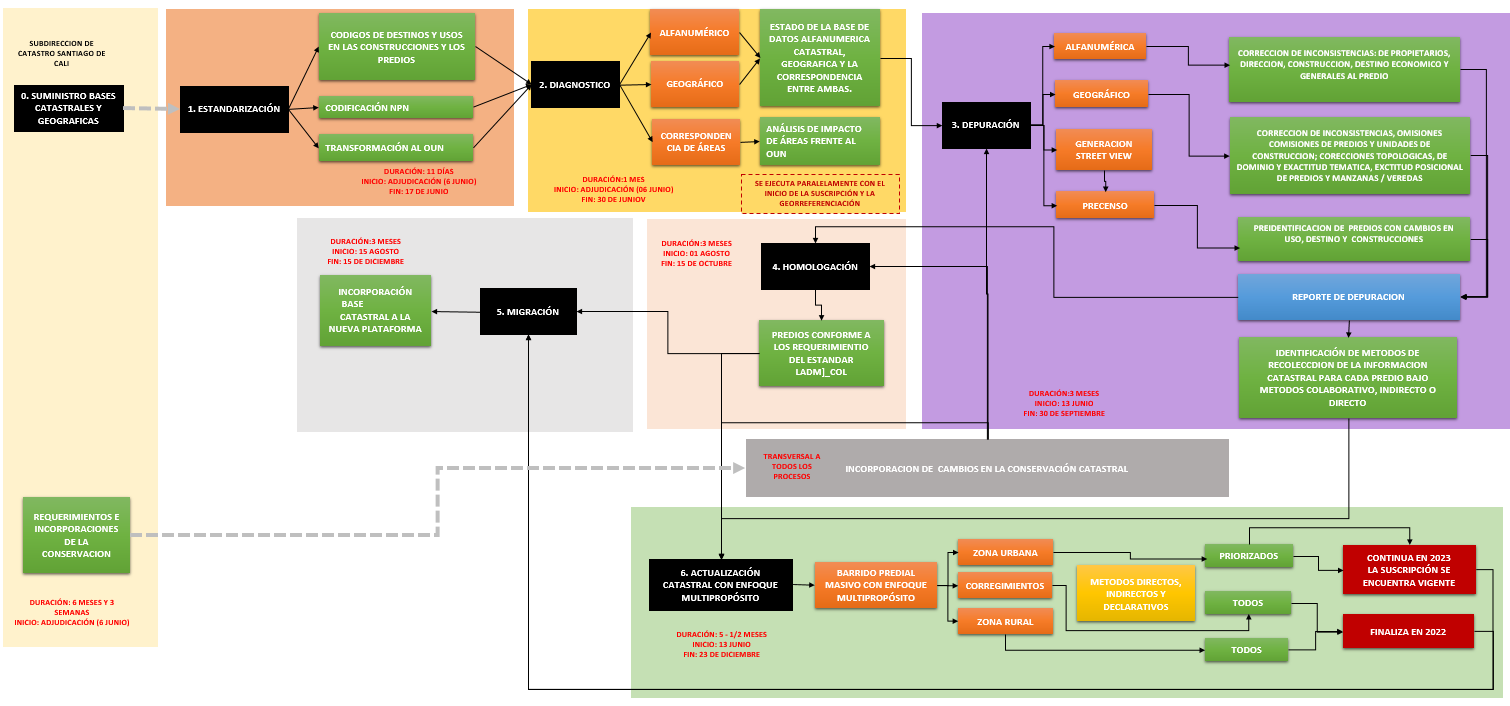 SUBDIRECCION DE
CATASTRO SANTIAGO DE
CALI
0. SUMINISTRO BASES
CATASTRALES Y
GEOGRAFICAS
REQUERIMIENTOS E
INCORPORACIONES
DE LA
CONSERVACION
DURACIÓN: 6 MESES Y 3
SEMANAS
INICIO: ADJUDICACIÓN (6 JUNIO)
1. ESTANDARIZACIÓN
CODIGOS DE DESTINOS Y USOS
EN LAS CONSTRUCCIONES Y LOS
PREDIOS
CODIFICACIÓN NPN
TRANSFORMACIÓN AL OUN
DURACIÓN: 11 DÍAS
INICIO: ADJUDICACIÓN (6 JUNIO)
FIN: 17 DE JUNIO
2. DIAGNOSTICO
ALFANUMÉRICO
GEOGRÁFICO
CORRESPONDEN
CIA DE ÁREAS
ESTADO DE LA BASE DE
DATOS ALFANUMERICA
CATASTRAL,
GEOGRAFICA Y LA
CORRESPONDENCIA
ENTRE AMBAS.
ANÁLISIS DE IMPACTO
DE ÁREAS FRENTE AL
OUN
DURACIÓN:1 MES
INICIO: ADJUDICACIÓN (06 JUNIO)
FIN: 30 DE JUNIOV
SE EJECUTA PARALELAMENTE CON EL
INICIO DE LA SUSCRIPCIÓN Y LA
GEORREFERENCIACIÓN
3. DEPURACIÓN
ALFANUMÉRICA
GEOGRÁFICO
GENERACION
STREET VIEW
PRECENSO
CORRECCION DE INCONSISTENCIAS: DE PROPIETARIOS,
DIRECCION, CONSTRUCCION, DESTINO ECONOMICO Y
GENERALES AL PREDIO
CORRECCION DE INCONSISTENCIAS, OMISIONES
COMISIONES DE PREDIOS Y UNIDADES DE
CONSTRUCCION; CORECCIONES TOPOLOGICAS, DE
DOMINIO Y EXACTITUD TEMATICA, EXCTITUD POSICIONAL
DE PREDIOS Y MANZANAS / VEREDAS
PREIDENTIFICACION DE PREDIOS CON CAMBIOS EN
USO, DESTINO Y CONSTRUCCIONES
REPORTE DE DEPURACION
IDENTIFICACIÓN DE METODOS DE
RECOLECCDION DE LA INFORMACION
CATASTRAL PARA CADA PREDIO BAJO
METODOS COLABORATIVO, INDIRECTO O
DIRECTO
DURACIÓN:3 MESES
INICIO: 13 JUNIO
FIN: 30 DE SEPTIEMBRE
DURACIÓN:3 MESES
INICIO: 01 AGOSTO
FIN: 15 DE OCTUBRE
4. HOMOLOGACIÓN
PREDIOS CONFORME A
LOS REQUERIMIENTO
DEL ESTANDAR
LADM]_COL
DURACIÓN:3 MESES
INICIO: 15 AGOSTO
FIN: 15 DE DICIEMBRE
INCORPORACIÓN
BASE
CATASTRAL A LA
NUEVA PLATAFORMA
5. MIGRACIÓN
TRANSVERSAL A
TODOS LOS
PROCESOS
INCORPORACION DE CAMBIOS EN LA CONSERVACIÓN CATASTRAL
6. ACTUALIZACIÓN
CATASTRAL CON ENFOQUE
MULTIPROPÓSITO
DURACIÓN: 5 - 1/2 MESES
INICIO: 13 JUNIO
FIN: 23 DE DICIEMBRE
BARRIDO PREDIAL
MASIVO CON ENFOQUE
MULTIPROPÓSITO
ZONA URBANA
CORREGIMIENTOS
ZONA RURAL
METODOS DIRECTOS,
INDIRECTOS Y
DECLARATIVOS
PRIORIZADOS
TODOS
TODOS
CONTINUA EN 2023
LA SUSCRIPCIÓN SE
ENCUENTRA VIGENTE
FINALIZA EN 2022